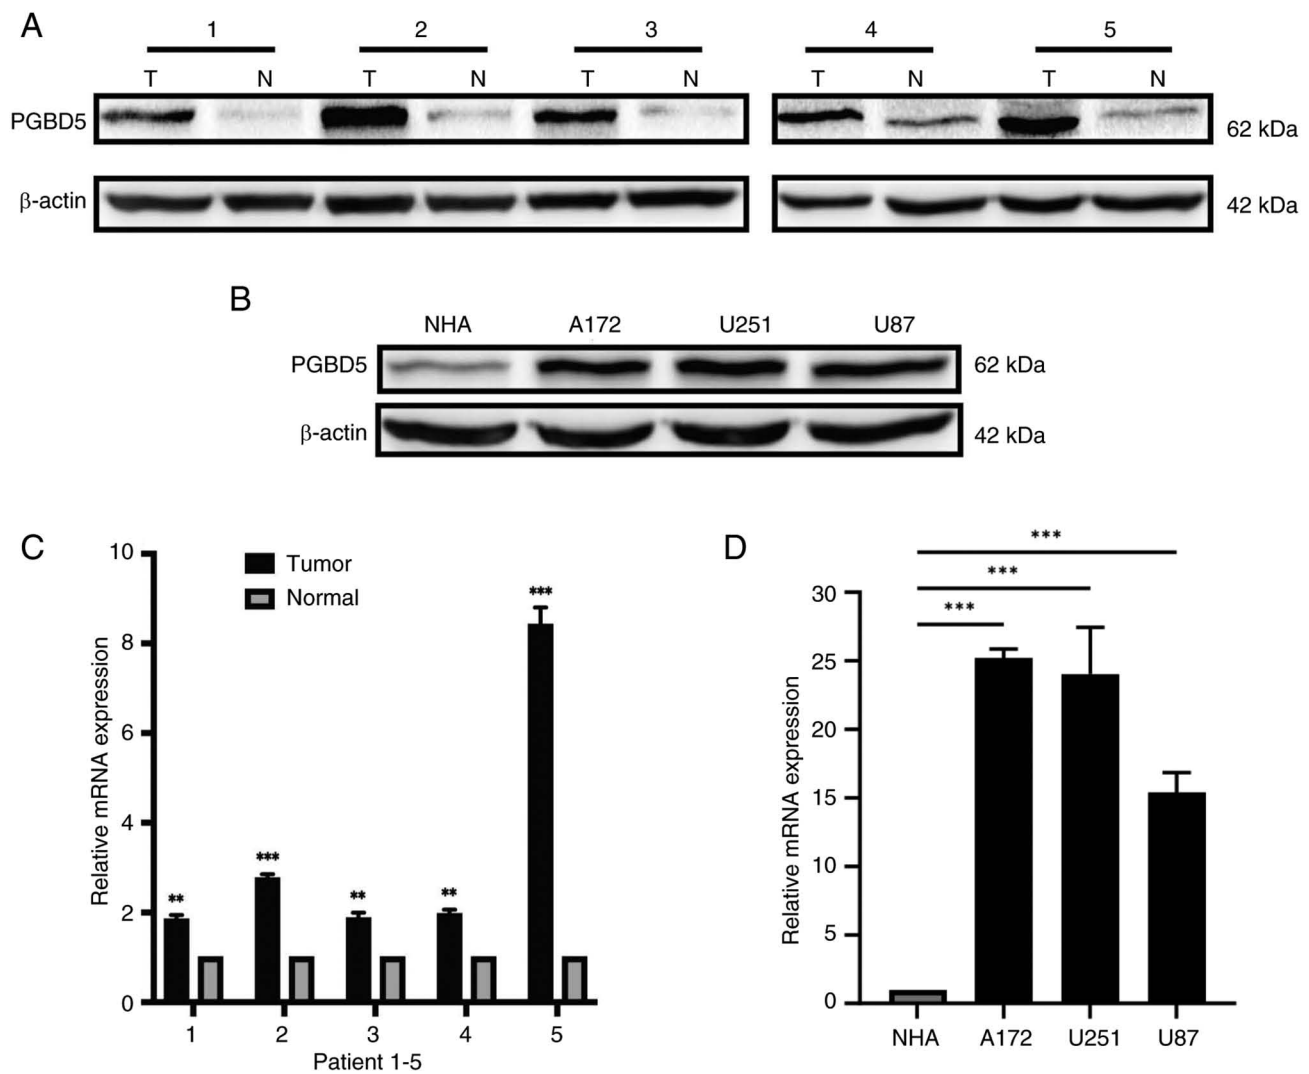 A
1 2 3 4 5
T N T N T N T N T N
PGBD5 62 kDa
β-actin 42 kDa
B
NHA A172 U251 U87
PGBD5 62 kDa
β-actin 42 kDa
C
10
8
6
4
2
0
Relative mRNA expression
Tumor
Normal
** *** ** ** ***
1 2 3 4 5
Patient 1-5
D
***
***
***
30
25
20
15
10
5
0
Relative mRNA expression
NHA A172 U251 U87